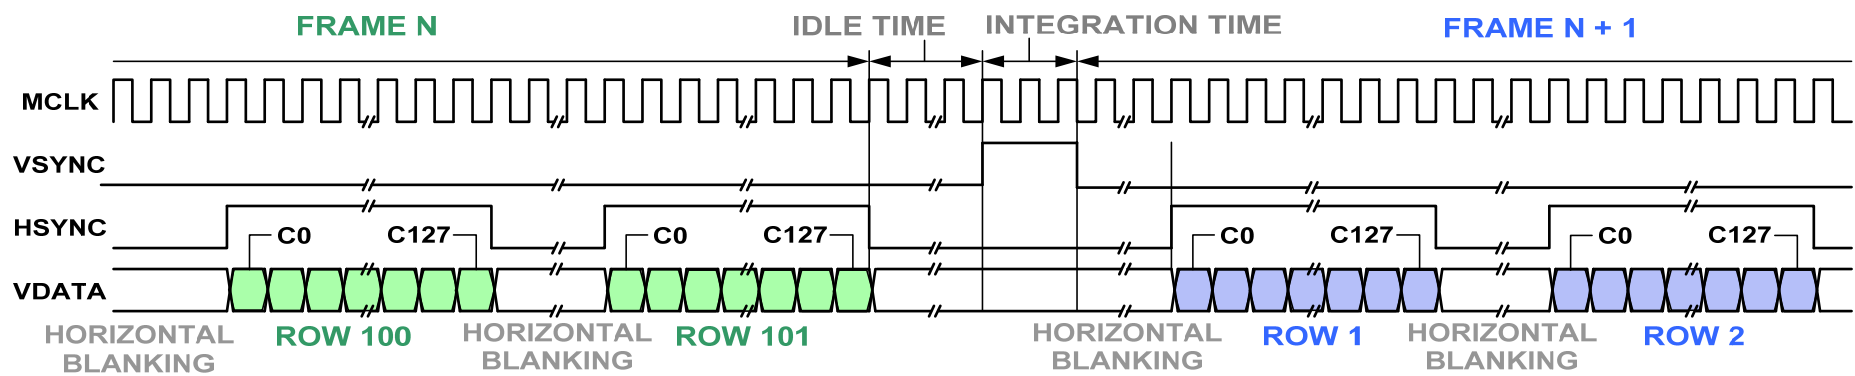 FRAME N
IDLE TIME
INTEGRATION TIME
FRAME N + 1
MCLK
VSYNC
HSYNC
C0
C127
C0
C127
C0
C127
C0
C127
VDATA
HORIZONTAL
BLANKING
ROW 100
HORIZONTAL
BLANKING
ROW 101
HORIZONTAL
BLANKING
ROW 1
HORIZONTAL
BLANKING
ROW 2